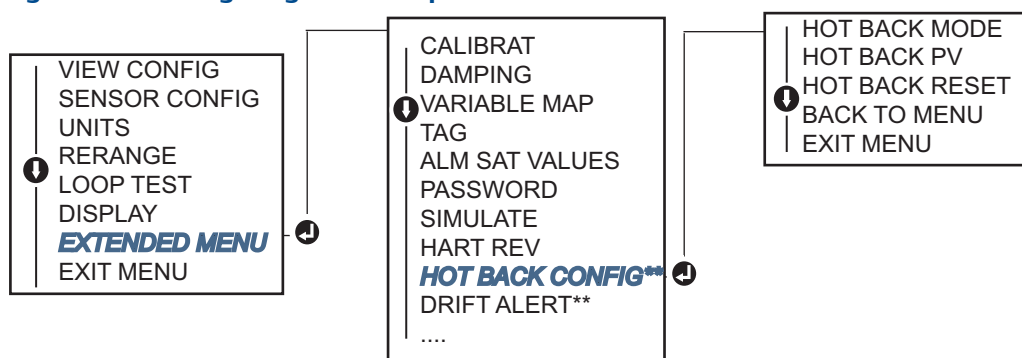 VIEW CONFIG
SENSOR CONFIG
UNITS
RERANGE
LOOP TEST
DISPLAY
EXTENDED MENU
EXIT MENU
CALIBRAT
DAMPING
VARIABLE MAP
TAG
ALM SAT VALUES
PASSWORD
SIMULATE
HART REV
HOT BACK CONFIG**
DRIFT ALERT**
....
HOT BACK MODE
HOT BACK PV
HOT BACK RESET
BACK TO MENU
EXIT MENU